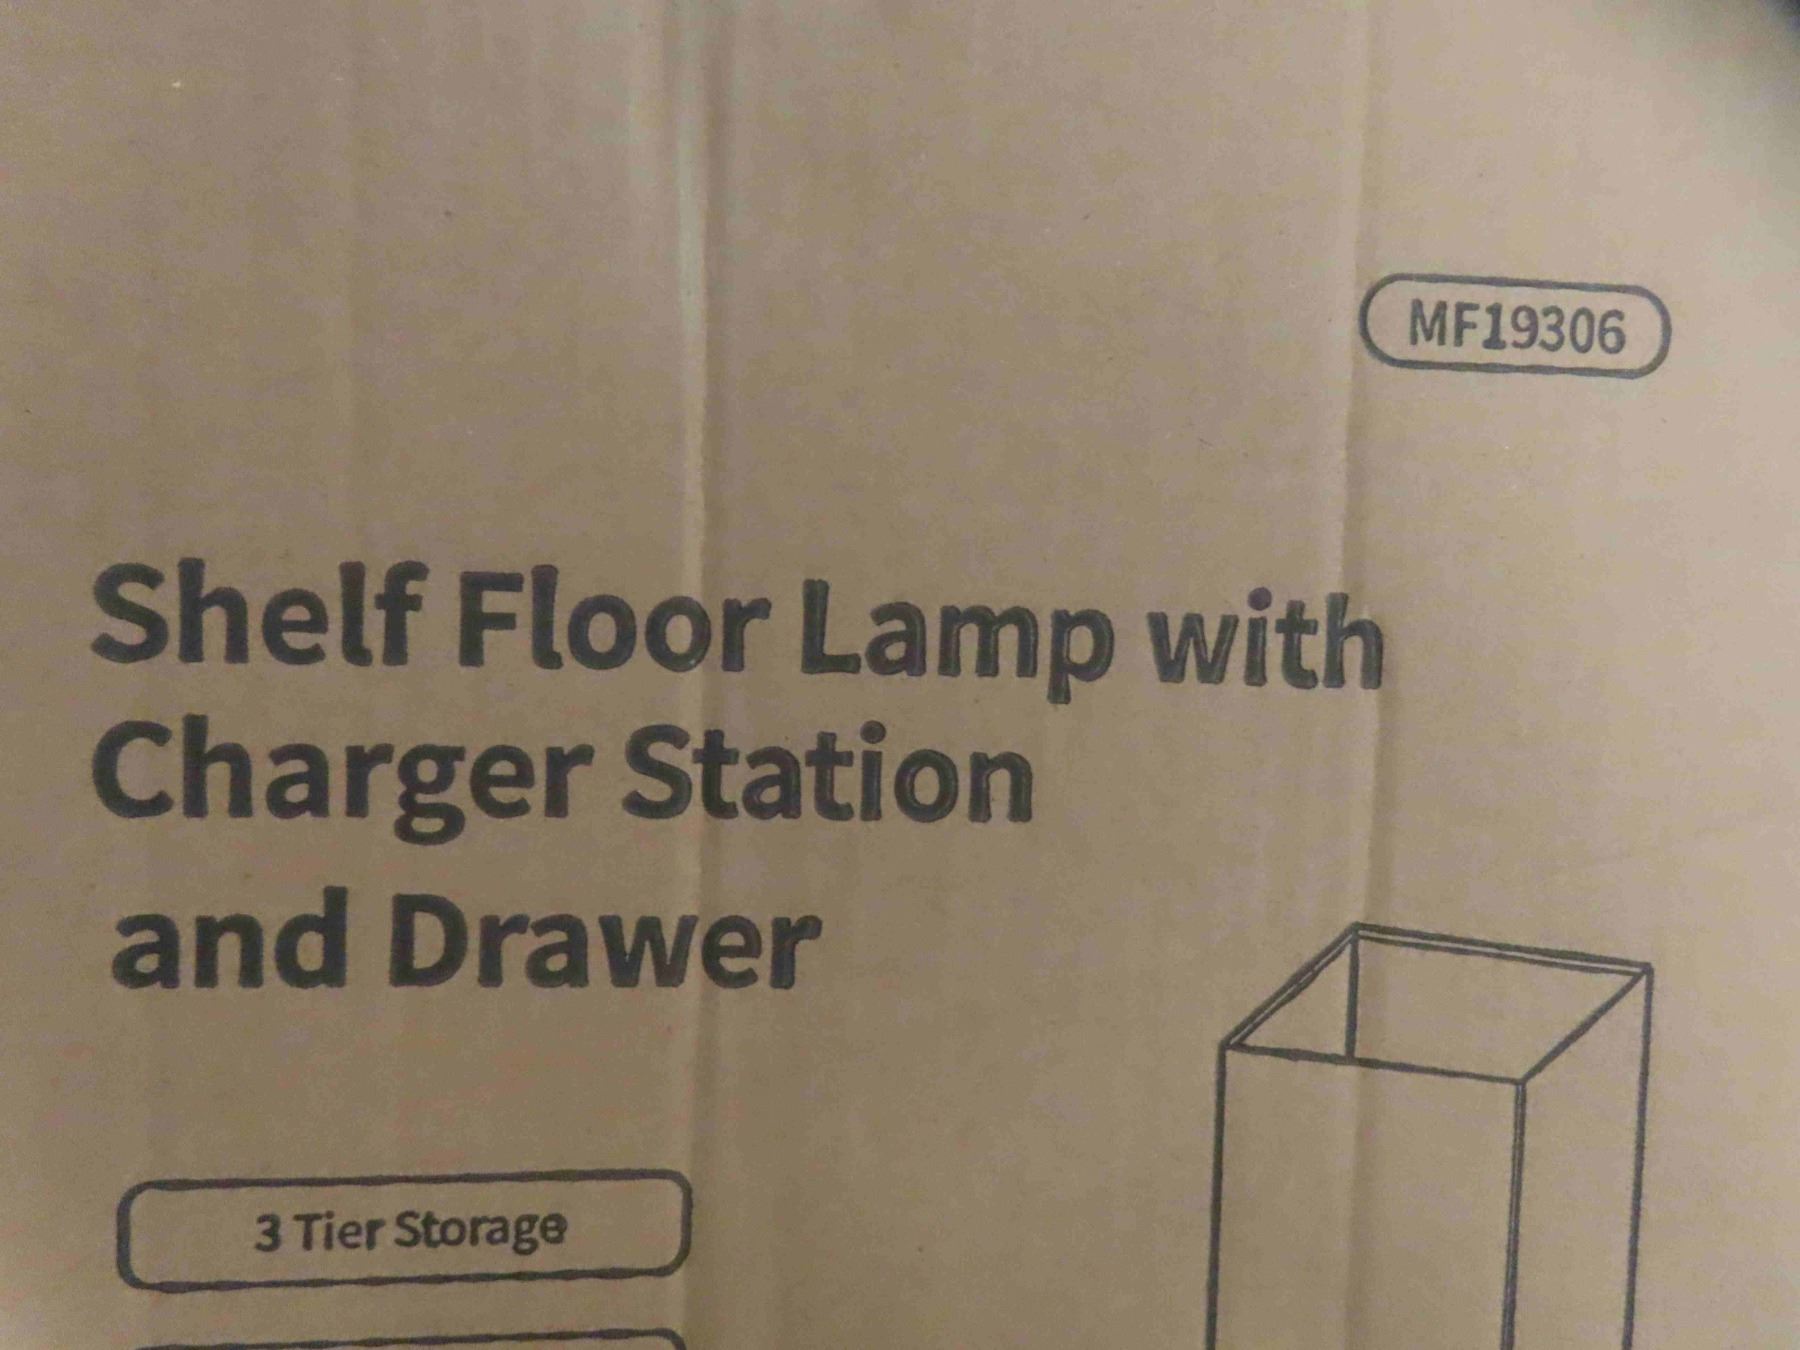 MF19306
Shelf Floor Lamp with
Charger Station
and Drawer
3 Tier Storage